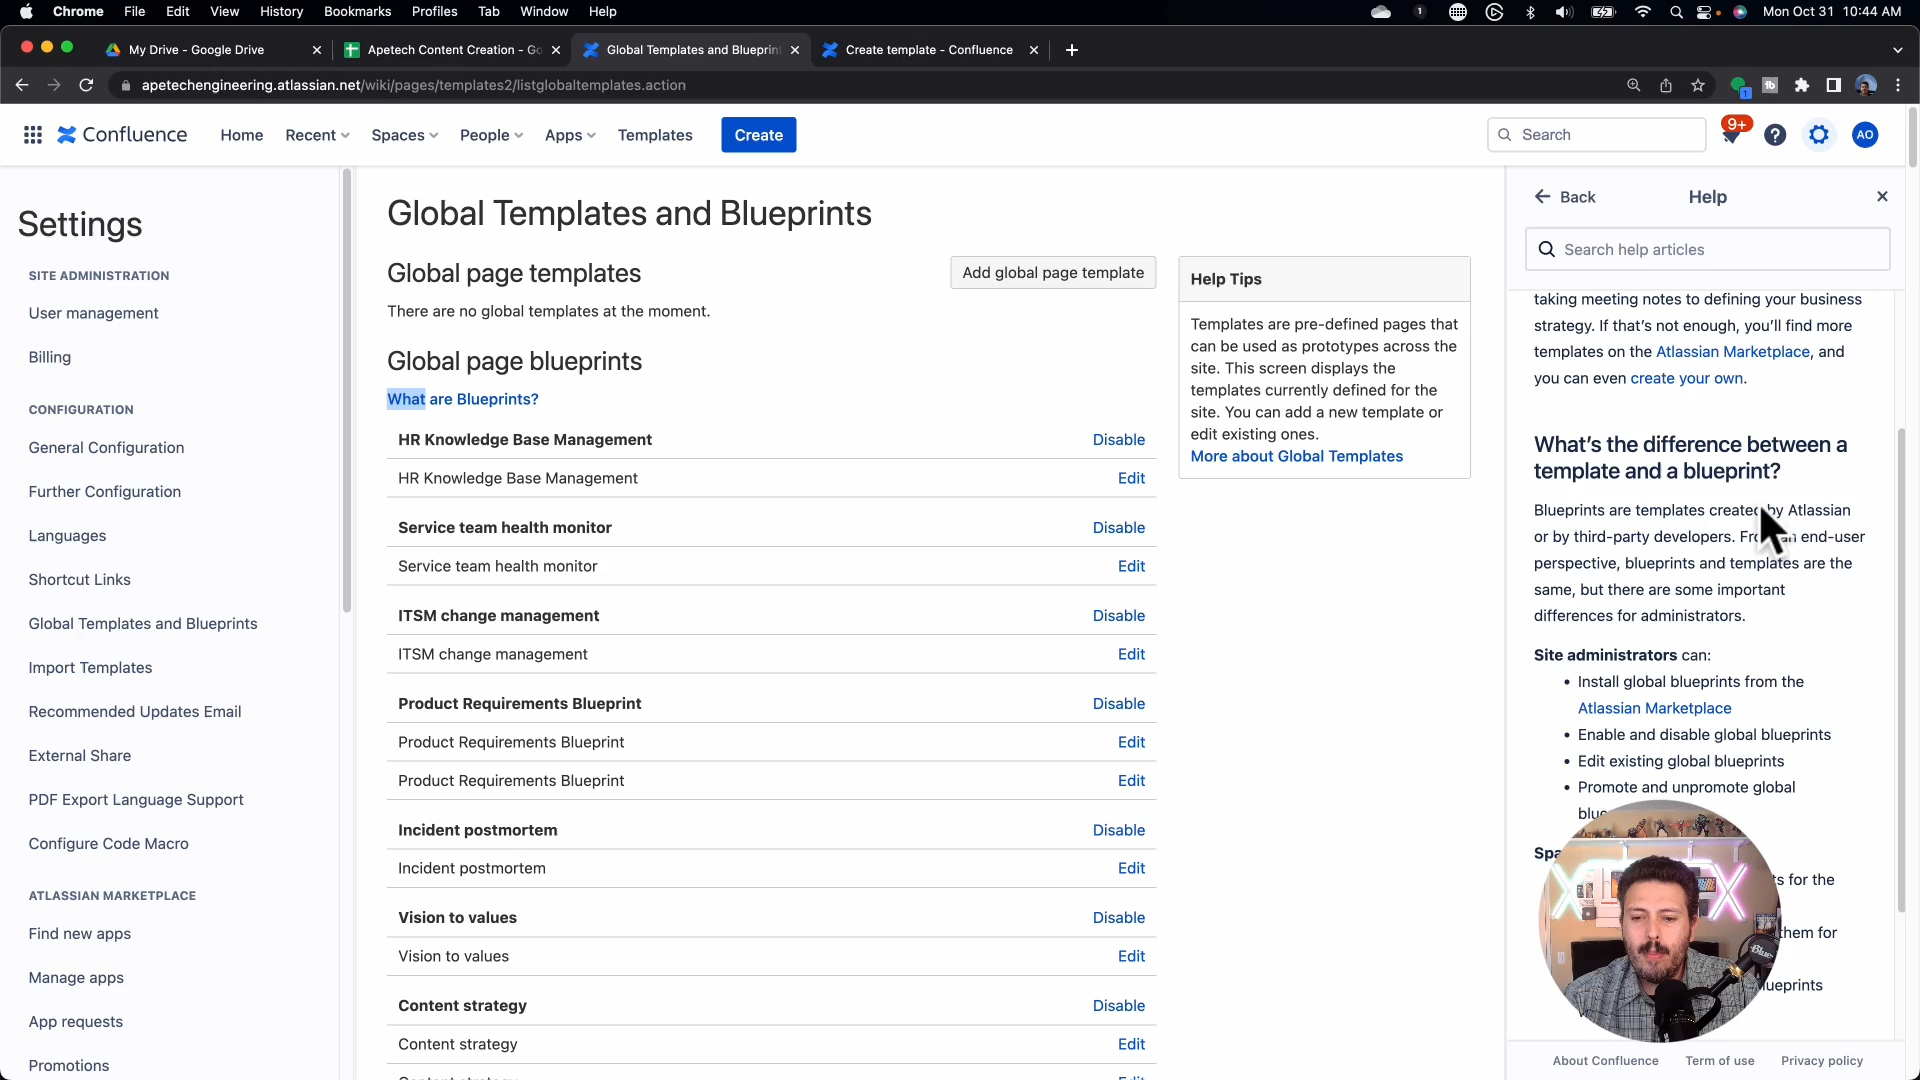 Chrome File Edit View History Bookmarks Profiles Tab Window Help
1
Mon Oct 31 10:44 AM
My Drive - Google Drive
Apetech Content Creation - Go
Global Templates and Blueprint
Create template - Confluence
apetechengineering.atlassian.net/wiki/pages/templates2/listglobaltemplates.action
tb
1
Confluence
Home
Recent
Spaces
People
Apps
Templates
Create
Search
9+
AO
Settings
SITE ADMINISTRATION
User management
Billing
CONFIGURATION
General Configuration
Further Configuration
Languages
Shortcut Links
Global Templates and Blueprints
Import Templates
Recommended Updates Email
External Share
PDF Export Language Support
Configure Code Macro
ATLASSIAN MARKETPLACE
Find new apps
Manage apps
App requests
Promotions
Global Templates and Blueprints
Global page templates
Add global page template
There are no global templates at the moment.
Global page blueprints
What are Blueprints?
HR Knowledge Base Management Disable
HR Knowledge Base Management Edit
Service team health monitor Disable
Service team health monitor Edit
ITSM change management Disable
ITSM change management Edit
Product Requirements Blueprint Disable
Product Requirements Blueprint Edit
Product Requirements Blueprint Edit
Incident postmortem Disable
Incident postmortem Edit
Vision to values Disable
Vision to values Edit
Content strategy Disable
Content strategy Edit
Help Tips
Templates are pre-defined pages that
can be used as prototypes across the
site. This screen displays the
templates currently defined for the
site. You can add a new template or
edit existing ones.
More about Global Templates
Back
Help
Search help articles
taking meeting notes to defining your business
strategy. If that's not enough, you'll find more
templates on the Atlassian Marketplace, and
you can even create your own.
What's the difference between a
template and a blueprint?
Blueprints are templates created by Atlassian
or by third-party developers. end-user
perspective, blueprints and templates are the
same, but there are some important
differences for administrators.
Site administrators can:
• Install global blueprints from the
Atlassian Marketplace
• Enable and disable global blueprints
• Edit existing global blueprints
• Promote and unpromote global
for the
them for
Blue
About Confluence
Term of use
Privacy policy